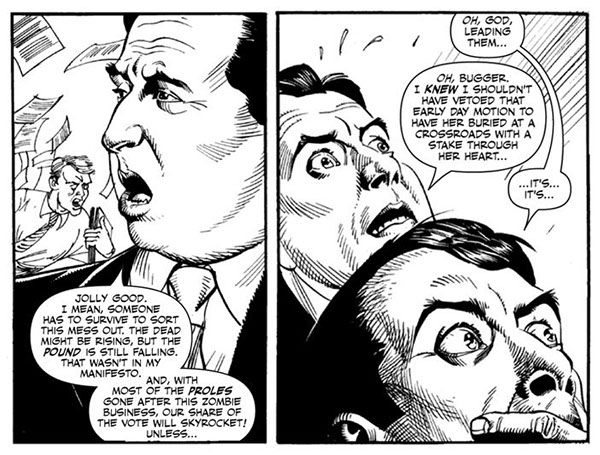 JOLLY GOOD.
I MEAN, SOMEONE
HAS TO SURVIVE TO SORT
THIS MESS OUT. THE DEAD
MIGHT BE RISING, BUT THE
POUND IS STILL FALLING.
THAT WASN'T IN MY
MANIFESTO.
AND, WITH
MOST OF THE PROLES
GONE AFTER THIS ZOMBIE
BUSINESS, OUR SHARE OF
THE VOTE WILL SKYROCKET!
UNLESS...
OH, GOD,
LEADING
THEM...
OH, BUGGER.
I KNEW I SHOULDN'T
HAVE VETOED THAT
EARLY DAY MOTION TO
HAVE HER BURIED AT A
CROSSROADS WITH A
STAKE THROUGH
HER HEART...
...IT'S...
IT'S...